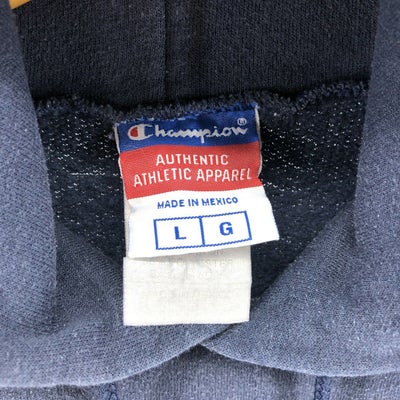 Champion®
AUTHENTIC
ATHLETIC APPAREL
MADE IN MEXICO
L G